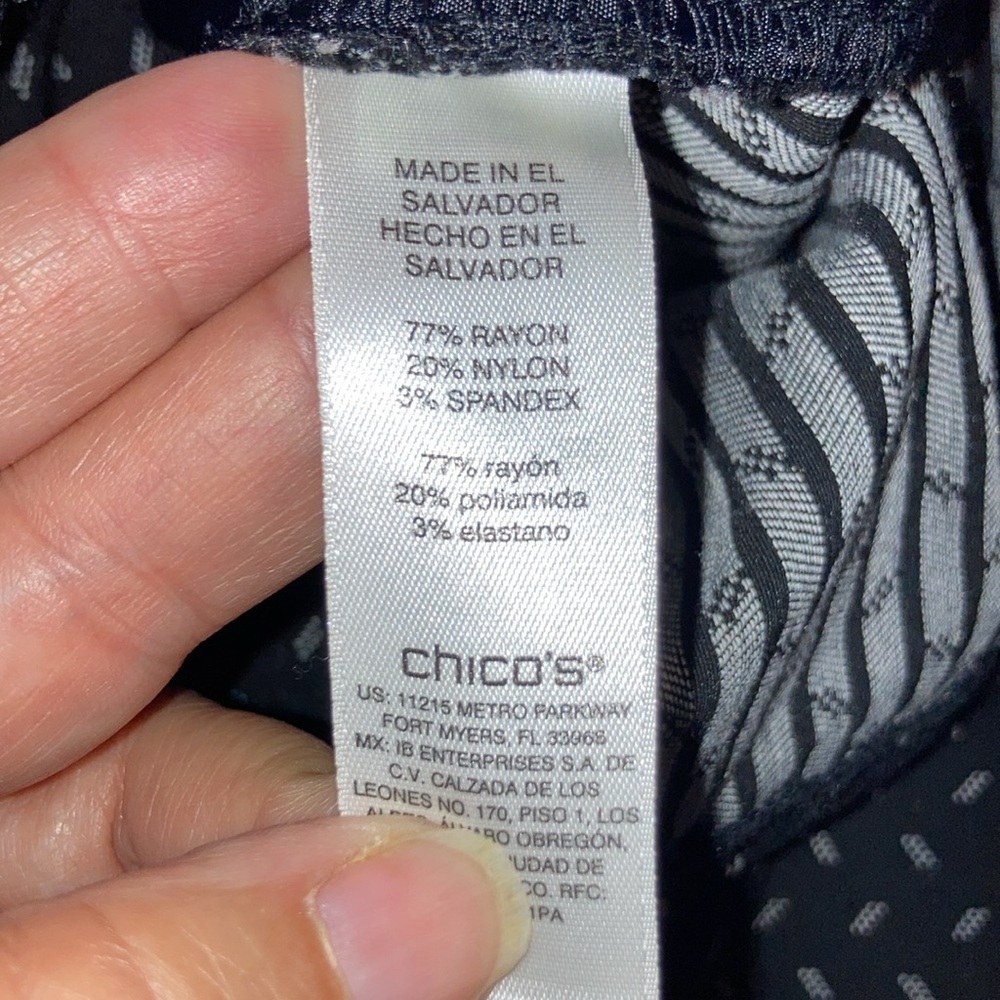 MADE IN EL
SALVADOR
HECHO EN EL
SALVADOR
77% RAYON
20% NYLON
3% SPANDEX
77% rayón
20% poliamida
3% elastano
chico's®
US: 11215 METRO PARKWAY
FORT MYERS, FL 33966
MX: IB ENTERPRISES S.A. DE
C.V. CALZADA DE LOS
LEONES NO. 170, PISO 1, LOS
OBREGÓN,
DE
RFC: